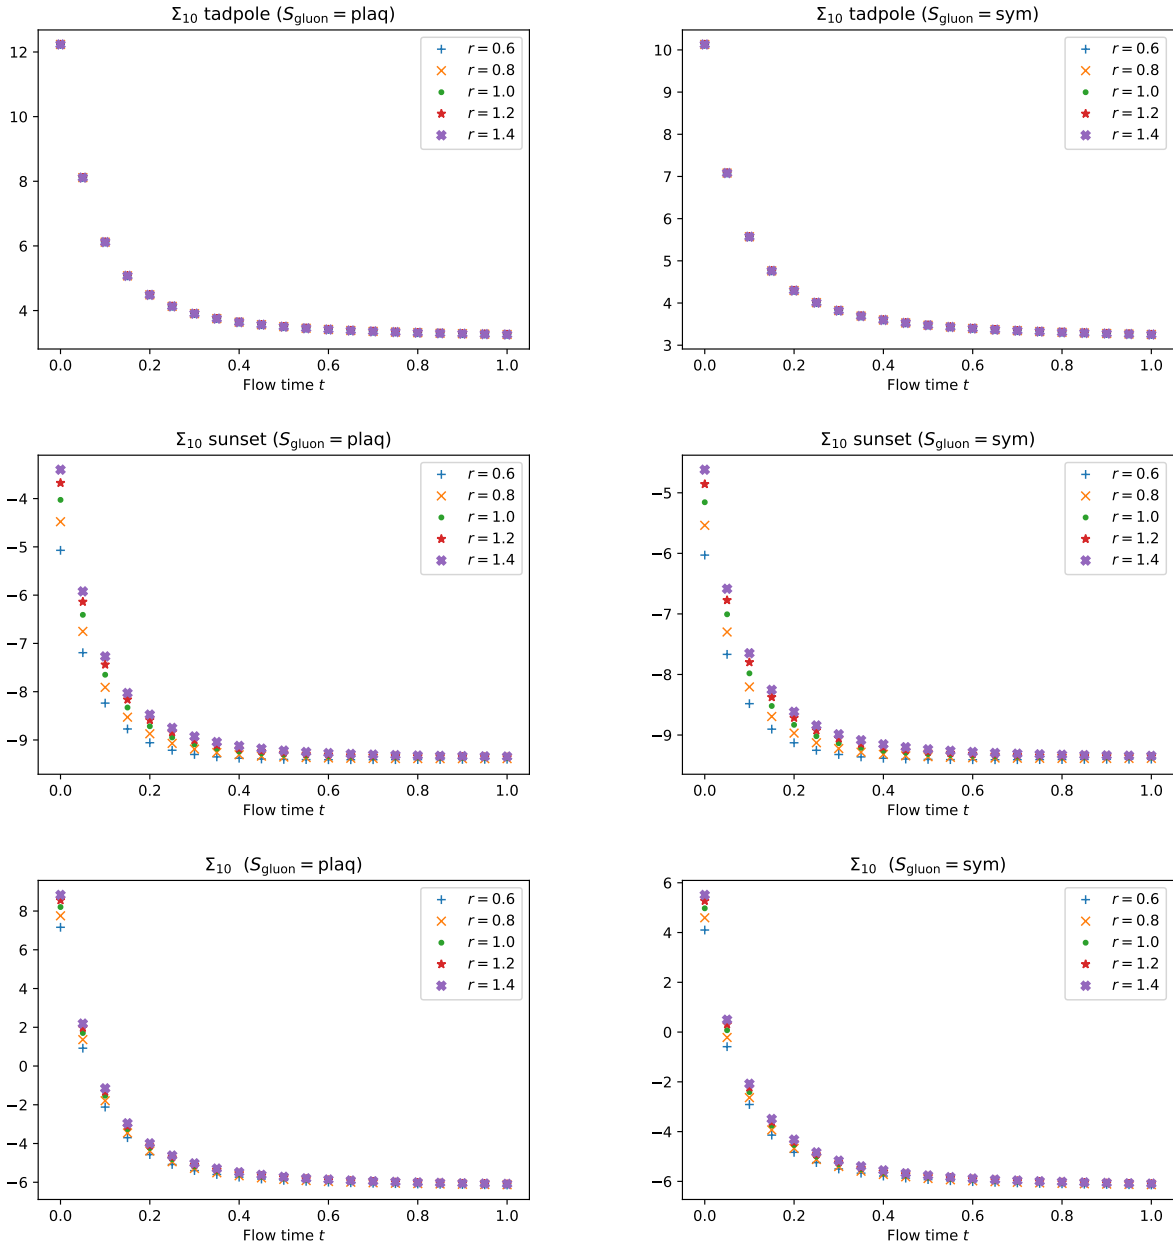 Σ10 tadpole (Sgluon = plaq)
12
10
8
6
4
0.0 0.2 0.4 0.6 0.8 1.0
Flow time t
r = 0.6
r = 0.8
r = 1.0
r = 1.2
r = 1.4
Σ10 tadpole (Sgluon = sym)
10
9
8
7
6
5
4
3
0.0 0.2 0.4 0.6 0.8 1.0
Flow time t
r = 0.6
r = 0.8
r = 1.0
r = 1.2
r = 1.4
Σ10 sunset (Sgluon = plaq)
−4
−5
−6
−7
−8
−9
0.0 0.2 0.4 0.6 0.8 1.0
Flow time t
r = 0.6
r = 0.8
r = 1.0
r = 1.2
r = 1.4
Σ10 sunset (Sgluon = sym)
−5
−6
−7
−8
−9
0.0 0.2 0.4 0.6 0.8 1.0
Flow time t
r = 0.6
r = 0.8
r = 1.0
r = 1.2
r = 1.4
Σ10 (Sgluon = plaq)
8
6
4
2
0
−2
−4
−6
0.0 0.2 0.4 0.6 0.8 1.0
Flow time t
r = 0.6
r = 0.8
r = 1.0
r = 1.2
r = 1.4
Σ10 (Sgluon = sym)
6
4
2
0
−2
−4
−6
0.0 0.2 0.4 0.6 0.8 1.0
Flow time t
r = 0.6
r = 0.8
r = 1.0
r = 1.2
r = 1.4